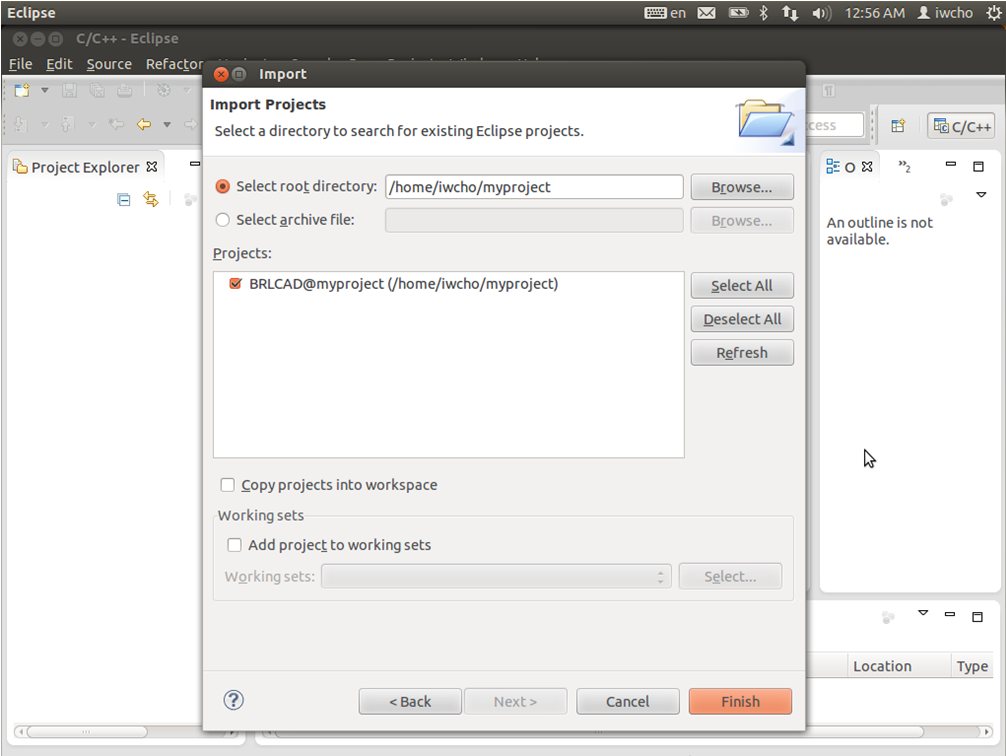 Eclipse en 12:56 AM iwcho
C/C++ - Eclipse
File Edit Source Refactor
Import
Import Projects
Select a directory to search for existing Eclipse projects.
C/C++
Project Explorer
O
»2
Select root directory: /home/iwcho/myproject Browse...
Select archive file: Browse...
An outline is not
available.
Projects:
BRLCAD@myproject (/home/iwcho/myproject)
Select All
Deselect All
Refresh
Copy projects into workspace
Working sets
Add project to working sets
Working sets: Select...
Location Type
? < Back Next > Cancel Finish